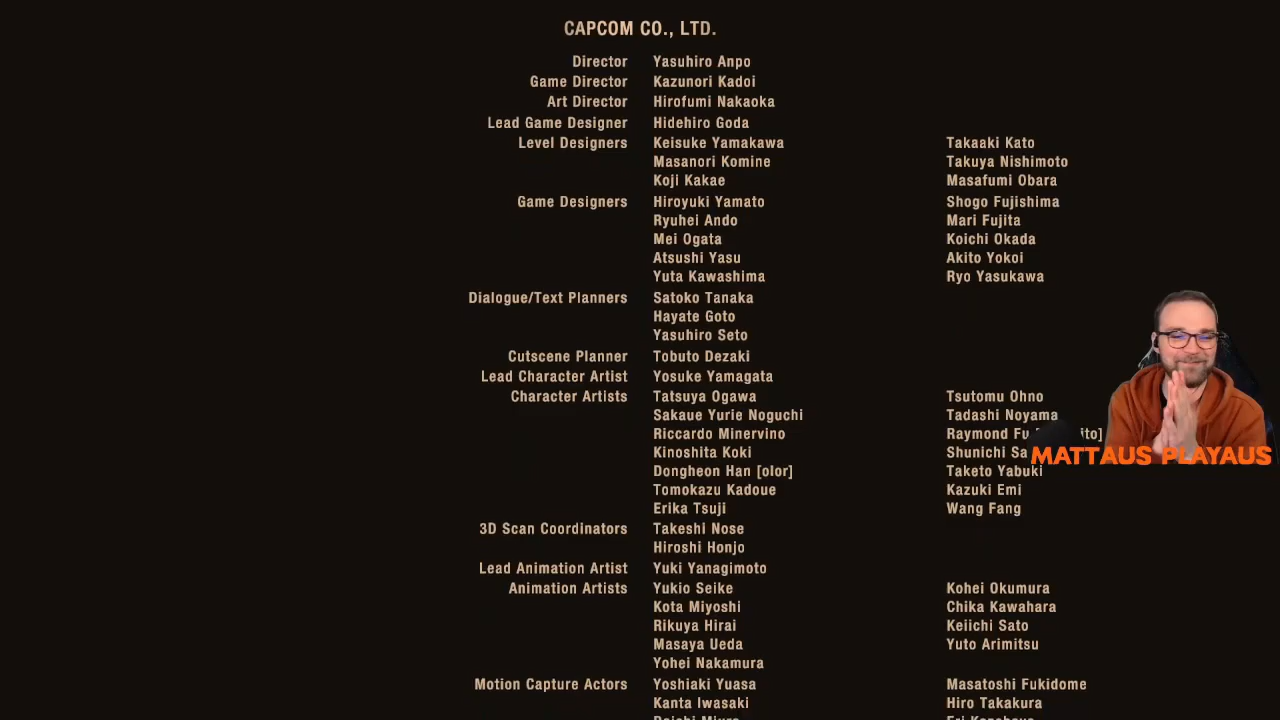 CAPCOM CO., LTD.
Director Yasuhiro Anpo
Game Director Kazunori Kadoi
Art Director Hirofumi Nakaoka
Lead Game Designer Hidehiro Goda
Level Designers Keisuke Yamakawa Takaaki Kato
Masanori Komine Takuya Nishimoto
Koji Kakae Masafumi Obara
Game Designers Hiroyuki Yamato Shogo Fujishima
Ryuhei Ando Mari Fujita
Mei Ogata Koichi Okada
Atsushi Yasu Akito Yokoi
Yuta Kawashima Ryo Yasukawa
Dialogue/Text Planners Satoko Tanaka
Hayate Goto
Yasuhiro Seto
Cutscene Planner Tobuto Dezaki
Lead Character Artist Yosuke Yamagata
Character Artists Tatsuya Ogawa Tsutomu Ohno
Sakaue Yurie Noguchi Tadashi Noyama
Riccardo Minervino Raymond
Kinoshita Koki Shunichi
Dongheon Han [olor] Taketo Yabuki
Tomokazu Kadoue Kazuki Emi
Erika Tsuji Wang Fang
MATTAUS PLAYAUS
3D Scan Coordinators Takeshi Nose
Hiroshi Honjo
Lead Animation Artist Yuki Yanagimoto
Animation Artists Yukio Seike Kohei Okumura
Kota Miyoshi Chika Kawahara
Rikuya Hirai Keiichi Sato
Masaya Ueda Yuto Arimitsu
Yohei Nakamura
Motion Capture Actors Yoshiaki Yuasa Masatoshi Fukidome
Kanta Iwasaki Hiro Takakura